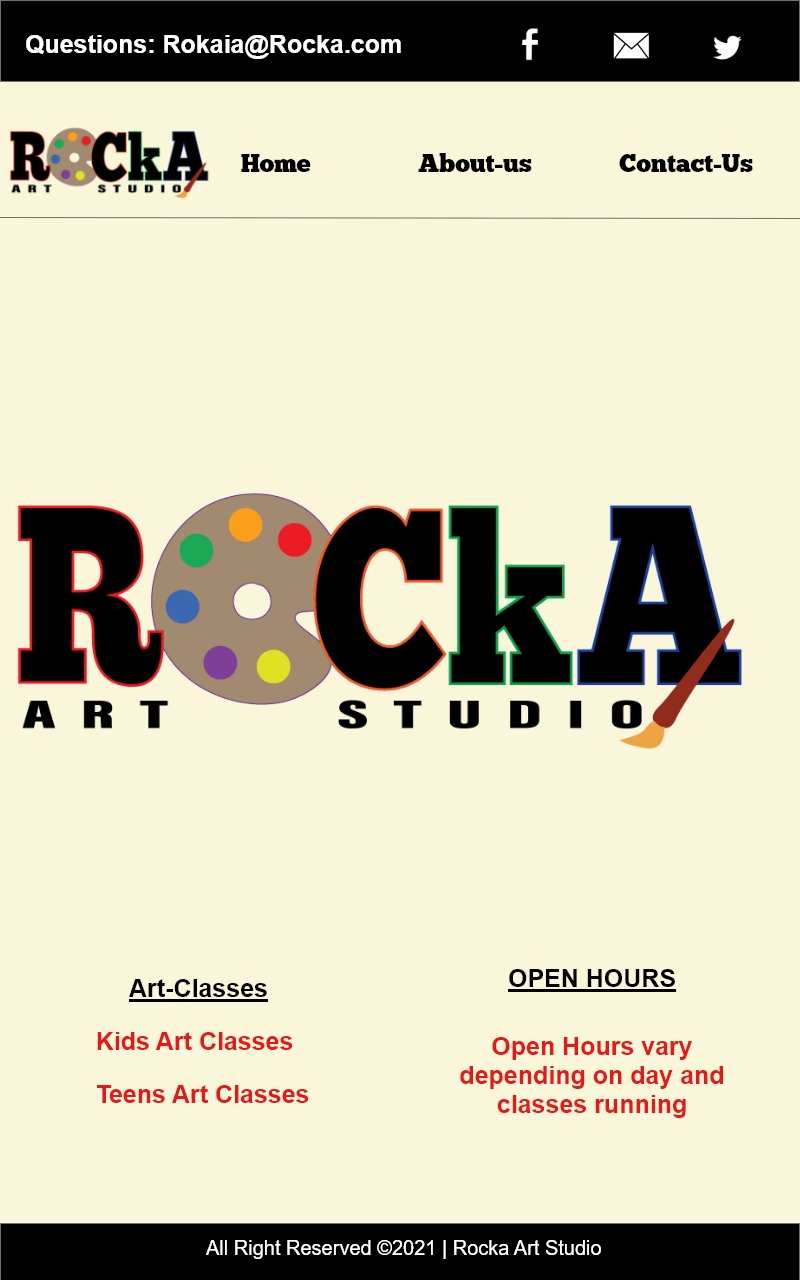 Questions: Rokaia@Rocka.com
ROCkA
ART STUDIO
Home About-us Contact-Us
ROCkA
ART STUDIO
Art-Classes
Kids Art Classes
Teens Art Classes
OPEN HOURS
Open Hours vary
depending on day and
classes running
All Right Reserved ©2021 | Rocka Art Studio